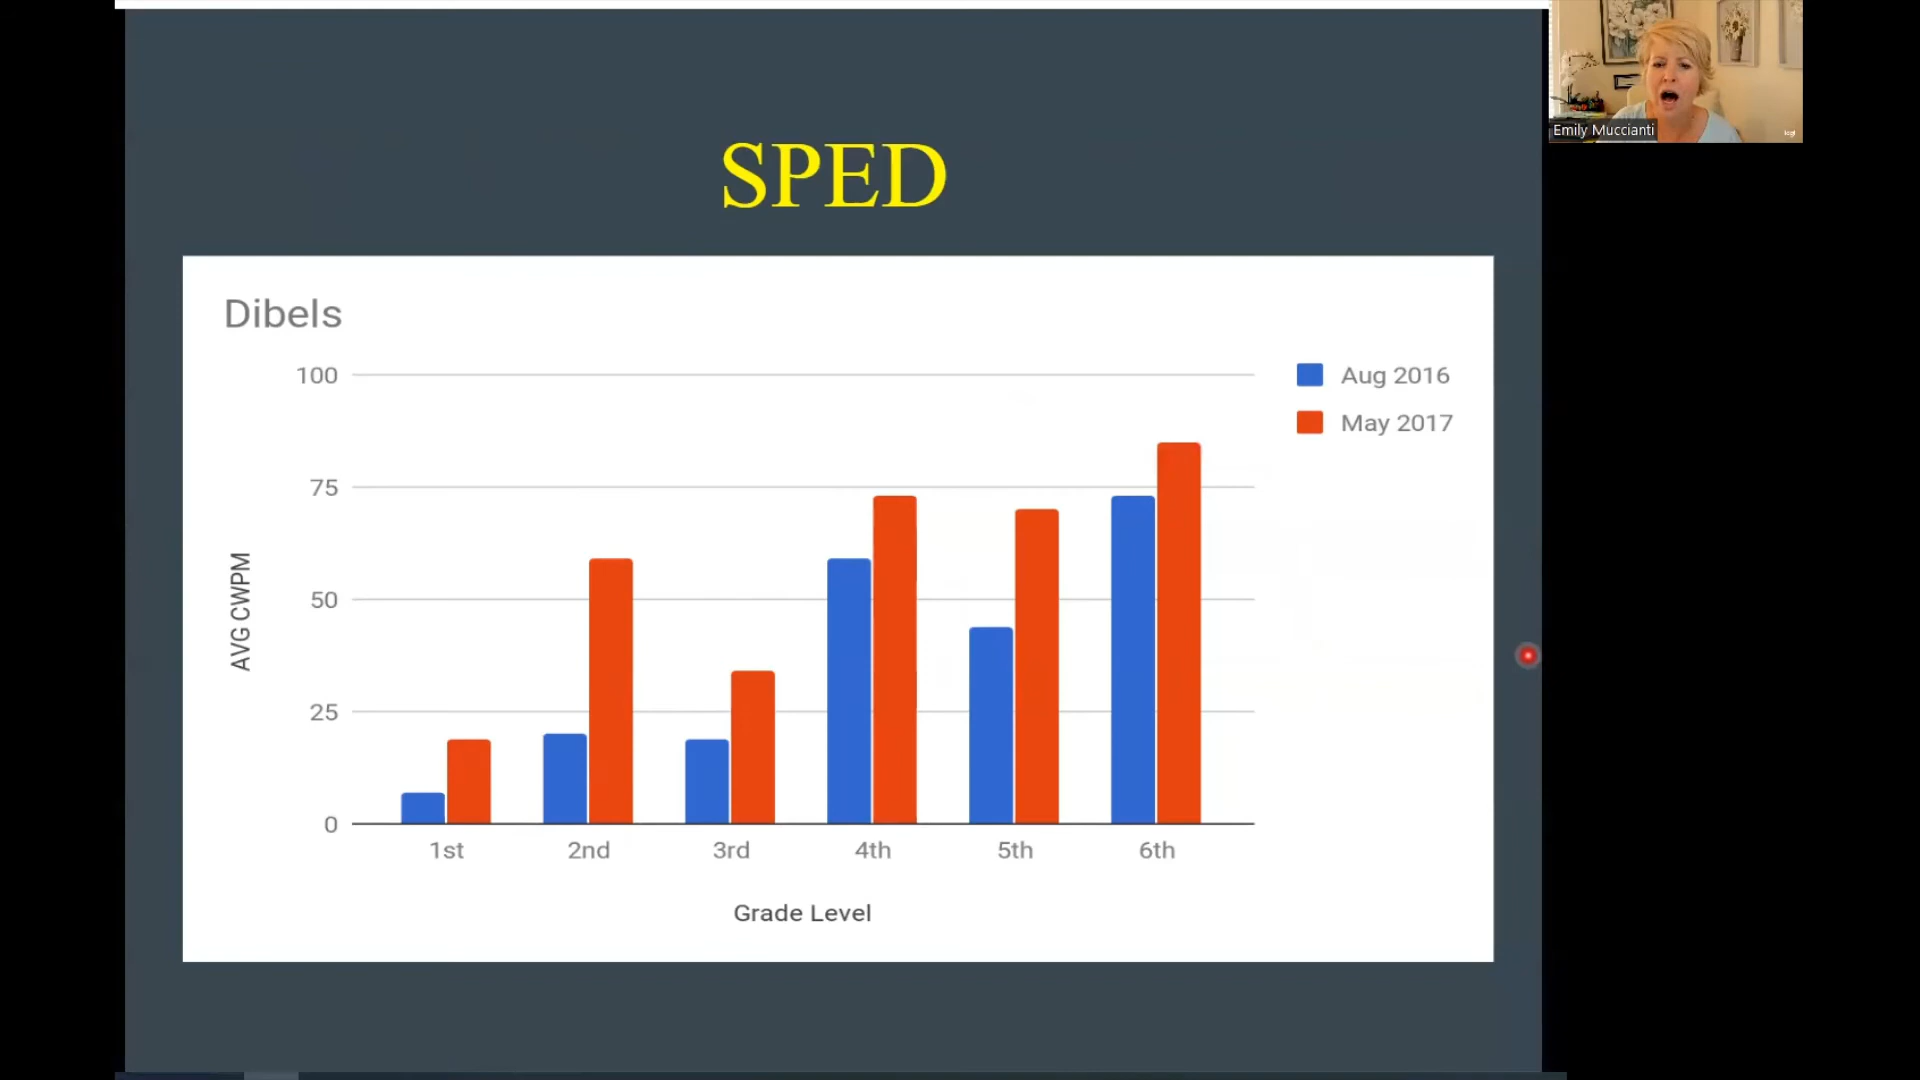 SPED
Dibels
100
75
50
25
0
AVG CWPM
1st
2nd
3rd
4th
5th
6th
Grade Level
Aug 2016
May 2017
Emily Muccianti